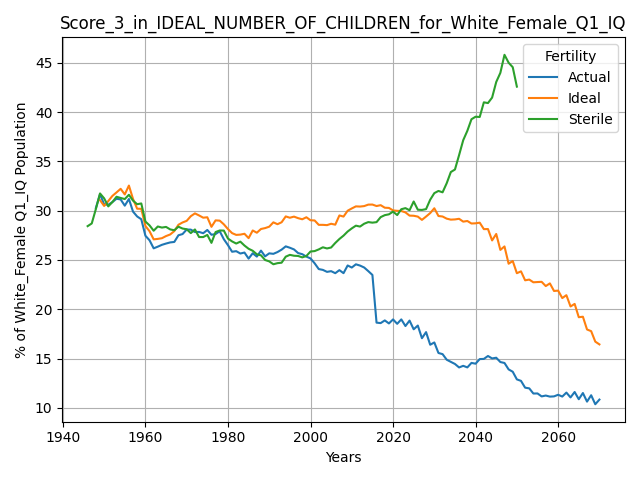 Score_3_in_IDEAL_NUMBER_OF_CHILDREN_for_White_Female_Q1_IQ
% of White_Female Q1_IQ Population
45
40
35
30
25
20
15
10
Fertility
Actual
Ideal
Sterile
1940 1960 1980 2000 2020 2040 2060
Years